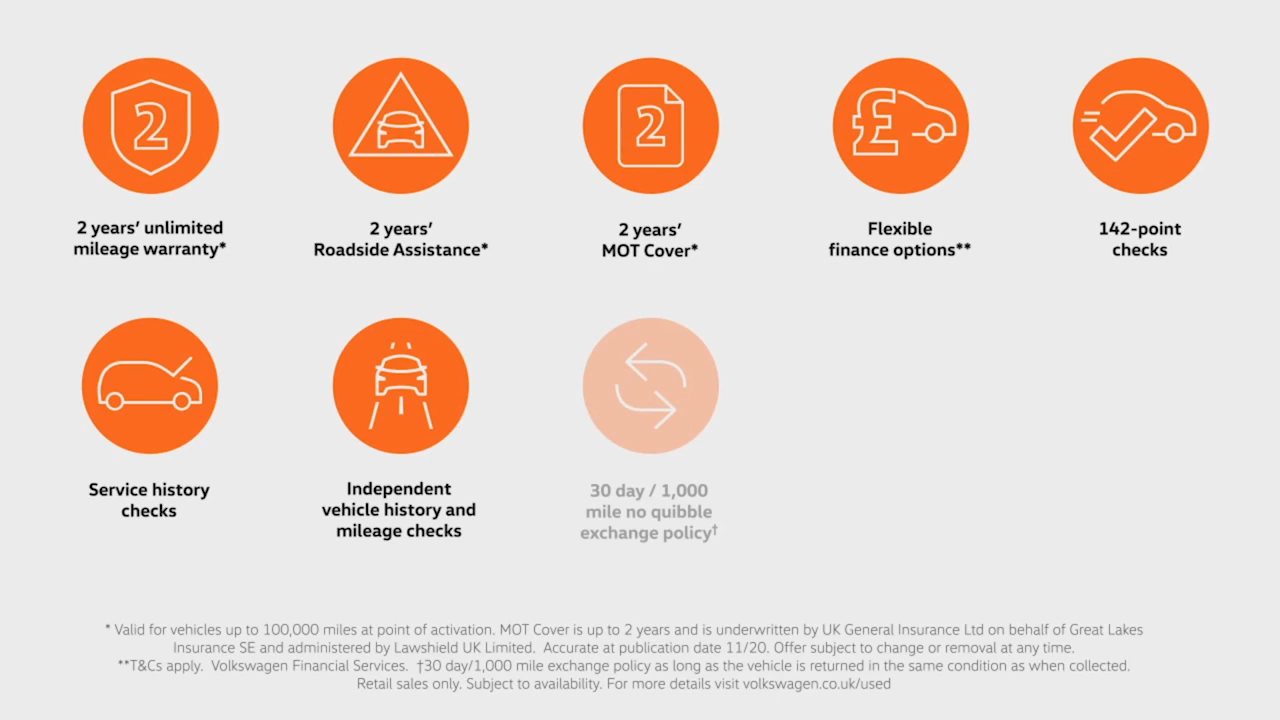 2
2
£
2 years’ unlimited
mileage warranty*
2 years’
Roadside Assistance*
2 years’
MOT Cover*
Flexible
finance options**
142-point
checks
Service history
checks
Independent
vehicle history and
mileage checks
30 day / 1,000
mile no quibble
exchange policy†
* Valid for vehicles up to 100,000 miles at point of activation. MOT Cover is up to 2 years and is underwritten by UK General Insurance Ltd on behalf of Great Lakes
Insurance SE and administered by Lawshield UK Limited. Accurate at publication date 11/20. Offer subject to change or removal at any time.
**T&Cs apply. Volkswagen Financial Services. †30 day/1,000 mile exchange policy as long as the vehicle is returned in the same condition as when collected.
Retail sales only. Subject to availability. For more details visit volkswagen.co.uk/used